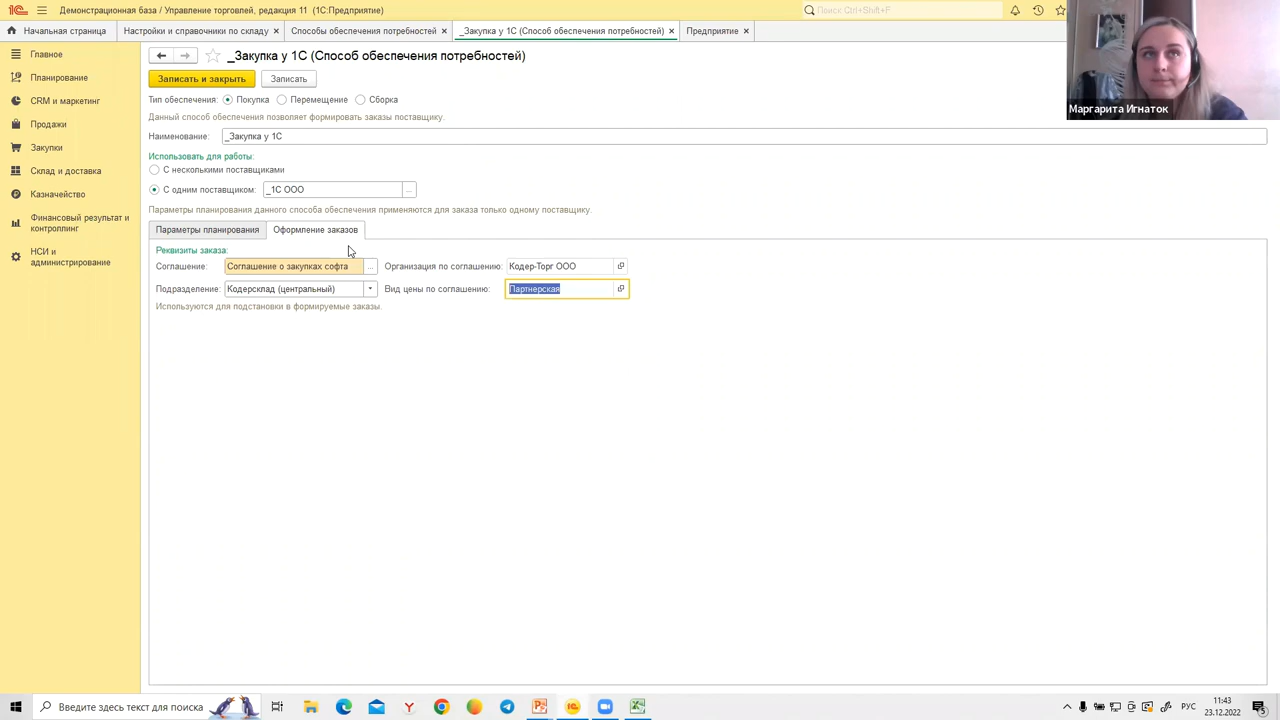 Демонстрационная база / Управление торговлей, редакция 11 (1С:Предприятие)
Поиск Ctrl+Shift+F
Начальная страница
Настройки и справочники по складу ×
Способы обеспечения потребностей ×
_Закупка у 1С (Способ обеспечения потребностей) ×
Предприятие ×
Главное
Планирование
CRM и маркетинг
Продажи
Закупки
Склад и доставка
Казначейство
Финансовый результат и
контроллинг
НСИ и
администрирование
_Закупка у 1С (Способ обеспечения потребностей)
Записать и закрыть
Записать
Тип обеспечения: Покупка Перемещение Сборка
Данный способ обеспечения позволяет формировать заказы поставщику.
Наименование: _Закупка у 1С
Использовать для работы:
С несколькими поставщиками
С одним поставщиком: _1С ООО ...
Параметры планирования данного способа обеспечения применяются для заказа только одному поставщику.
Параметры планирования
Оформление заказов
Реквизиты заказа:
Соглашение: Соглашение о закупках софта ... Организация по соглашению: Кодер-Торг ООО
Подразделение: Кодерсклад (центральный) Вид цены по соглашению: Партнерская
Используются для подстановки в формируемые заказы.
Маргарита Игнаток
Введите здесь текст для поиска
РУС
11:43
23.12.2022
5